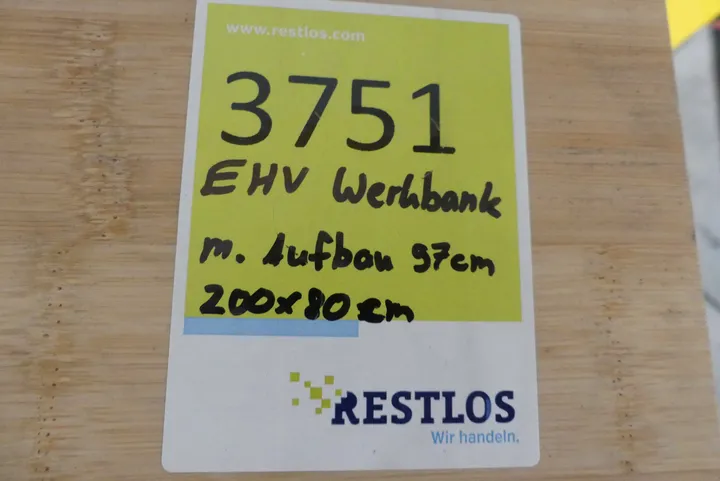 www.restlos.com
3751
EHV Werkbank
m. Aufbau 97cm
200x80cm
RESTLOS
Wir handeln.